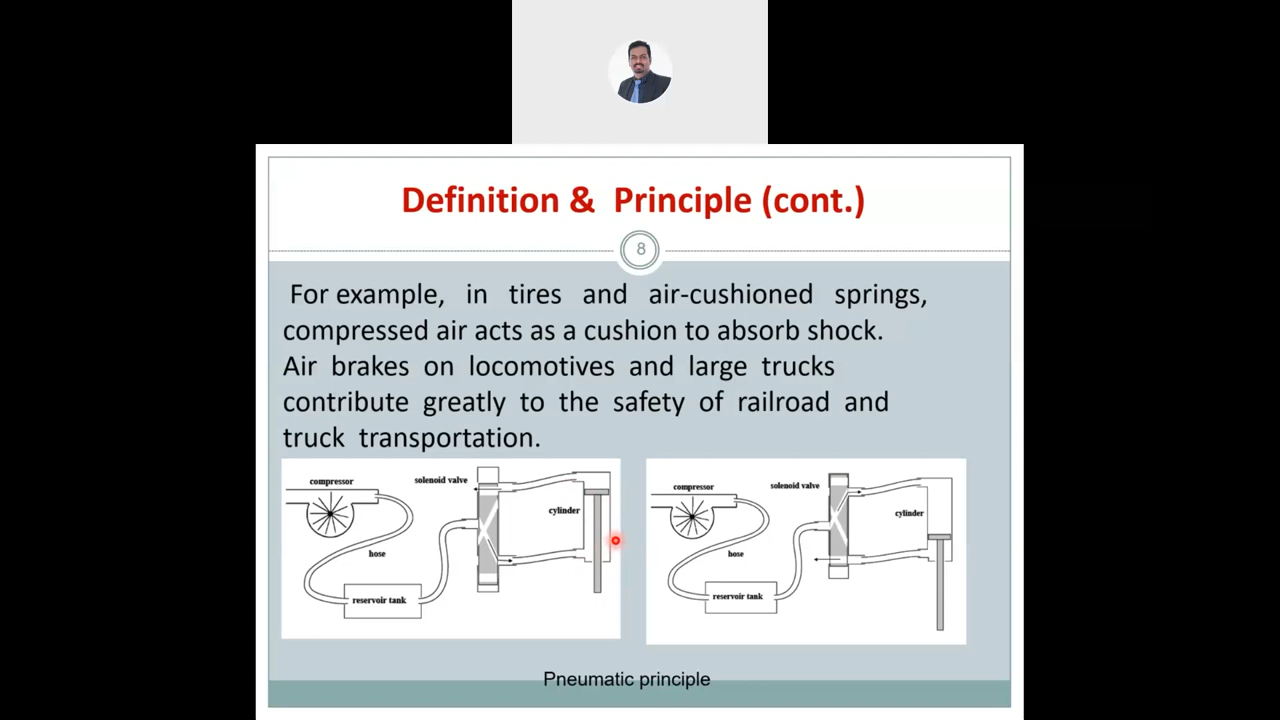 Definition & Principle (cont.)
8
For example, in tires and air-cushioned springs,
compressed air acts as a cushion to absorb shock.
Air brakes on locomotives and large trucks
contribute greatly to the safety of railroad and
truck transportation.
compressor
solenoid valve
cylinder
hose
reservoir tank
compressor
solenoid valve
cylinder
hose
reservoir tank
Pneumatic principle